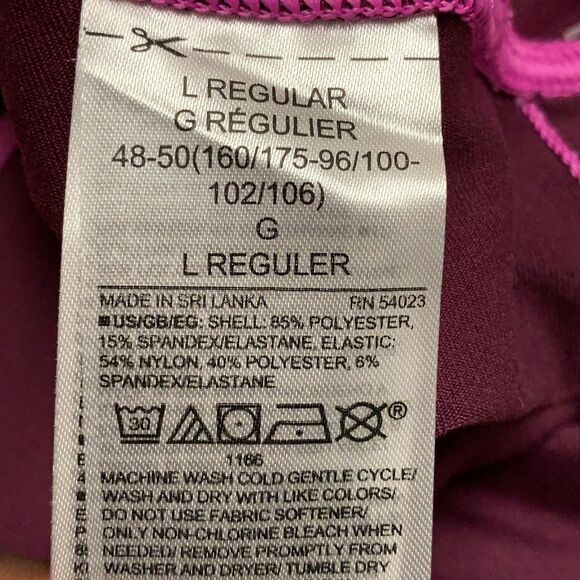 L REGULAR
G RÉGULIER
48-50(160/175-96/100-
102/106)
G
L REGULER
MADE IN SRI LANKA RN 54023
■US/GB/EG: SHELL: 85% POLYESTER,
15% SPANDEX/ELASTANE. ELASTIC:
54% NYLON, 40% POLYESTER, 6%
SPANDEX/ELASTANE
30 ®
1166
MACHINE WASH COLD GENTLE CYCLE/
WASH AND DRY WITH LIKE COLORS/
DO NOT USE FABRIC SOFTENER/
ONLY NON-CHLORINE BLEACH WHEN
NEEDED/ REMOVE PROMPTLY FROM
WASHER AND DRYER/ TUMBLE DRY